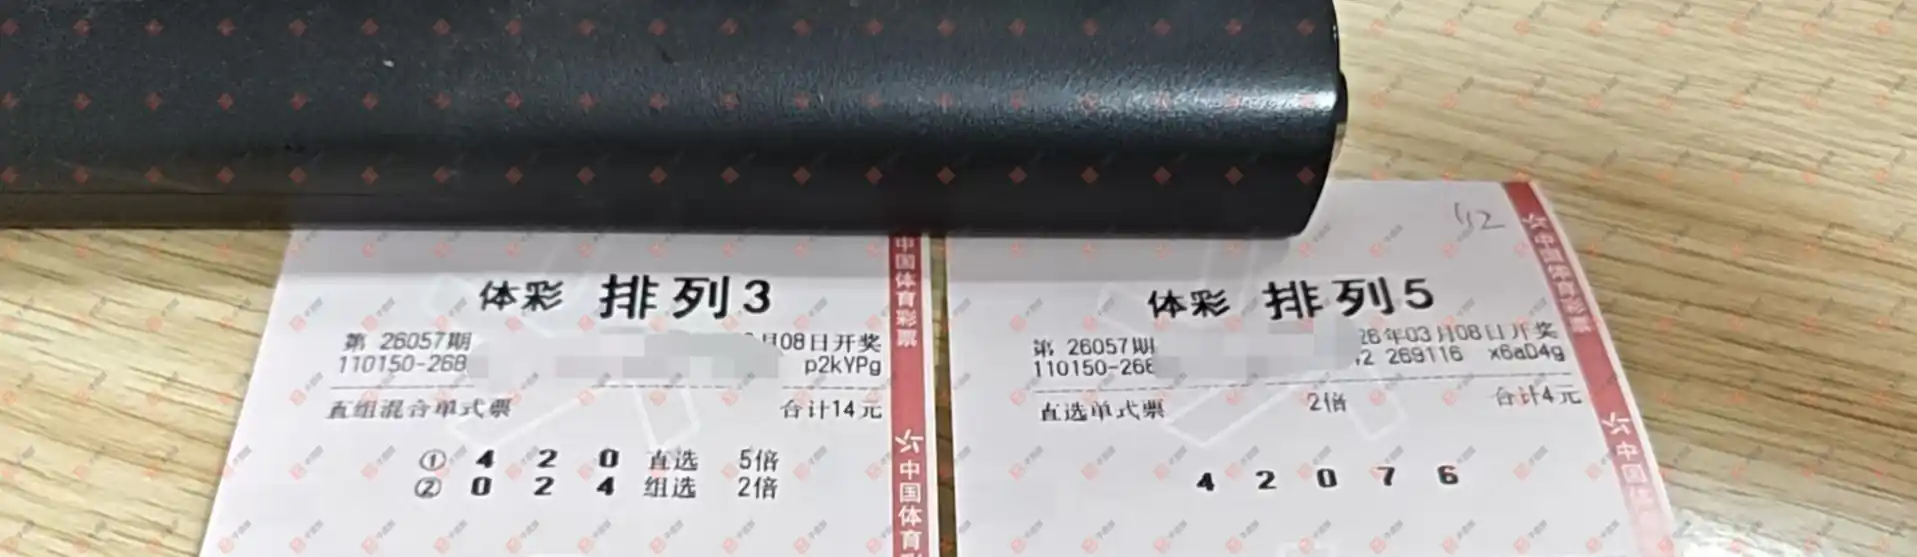 体彩 排列3
第 26057期 月08日开奖
110150-268 p2kYPg
直组混合单式票 合计14元
① 4 2 0 直选 5倍
② 0 2 4 组选 2倍
中国体育彩票
中国体育
112
体彩 排列5
第 26057期 26年03月08日开奖
110150-268 269116 x6aD4g
直选单式票 2倍 合计4元
4 2 0 7 6
中国体育彩票
中国体